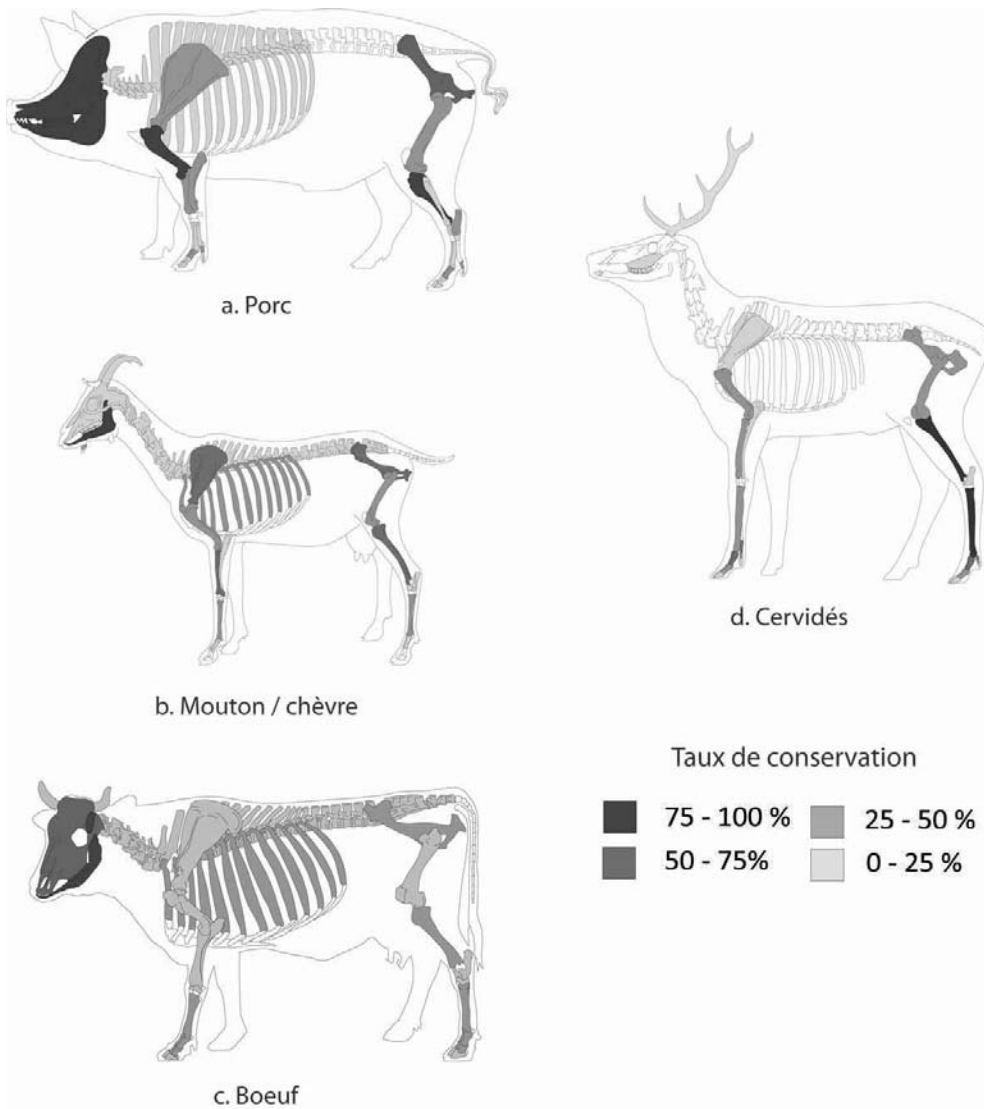 a. Porc
b. Mouton / chèvre
d. Cervidés
Taux de conservation
75 - 100 %
25 - 50 %
50 - 75%
0 - 25 %
c. Boeuf